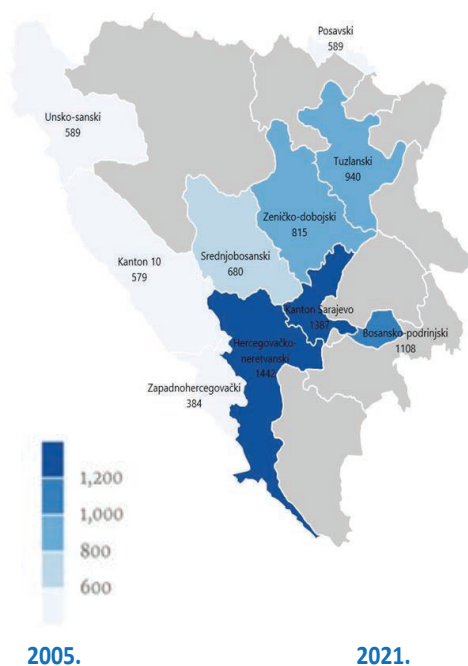 Posavski
589
Unsko-sanski
589
Tuzlanski
940
Zeničko-dobojski
815
Srednjobosanski
680
Kanton 10
579
Kanton Sarajevo
1387
Bosansko-podrinjski
1108
Hercegovačko-
neretvanski
1442
Zapadnohercegovački
384
1,200
1,000
800
600
2005.
2021.